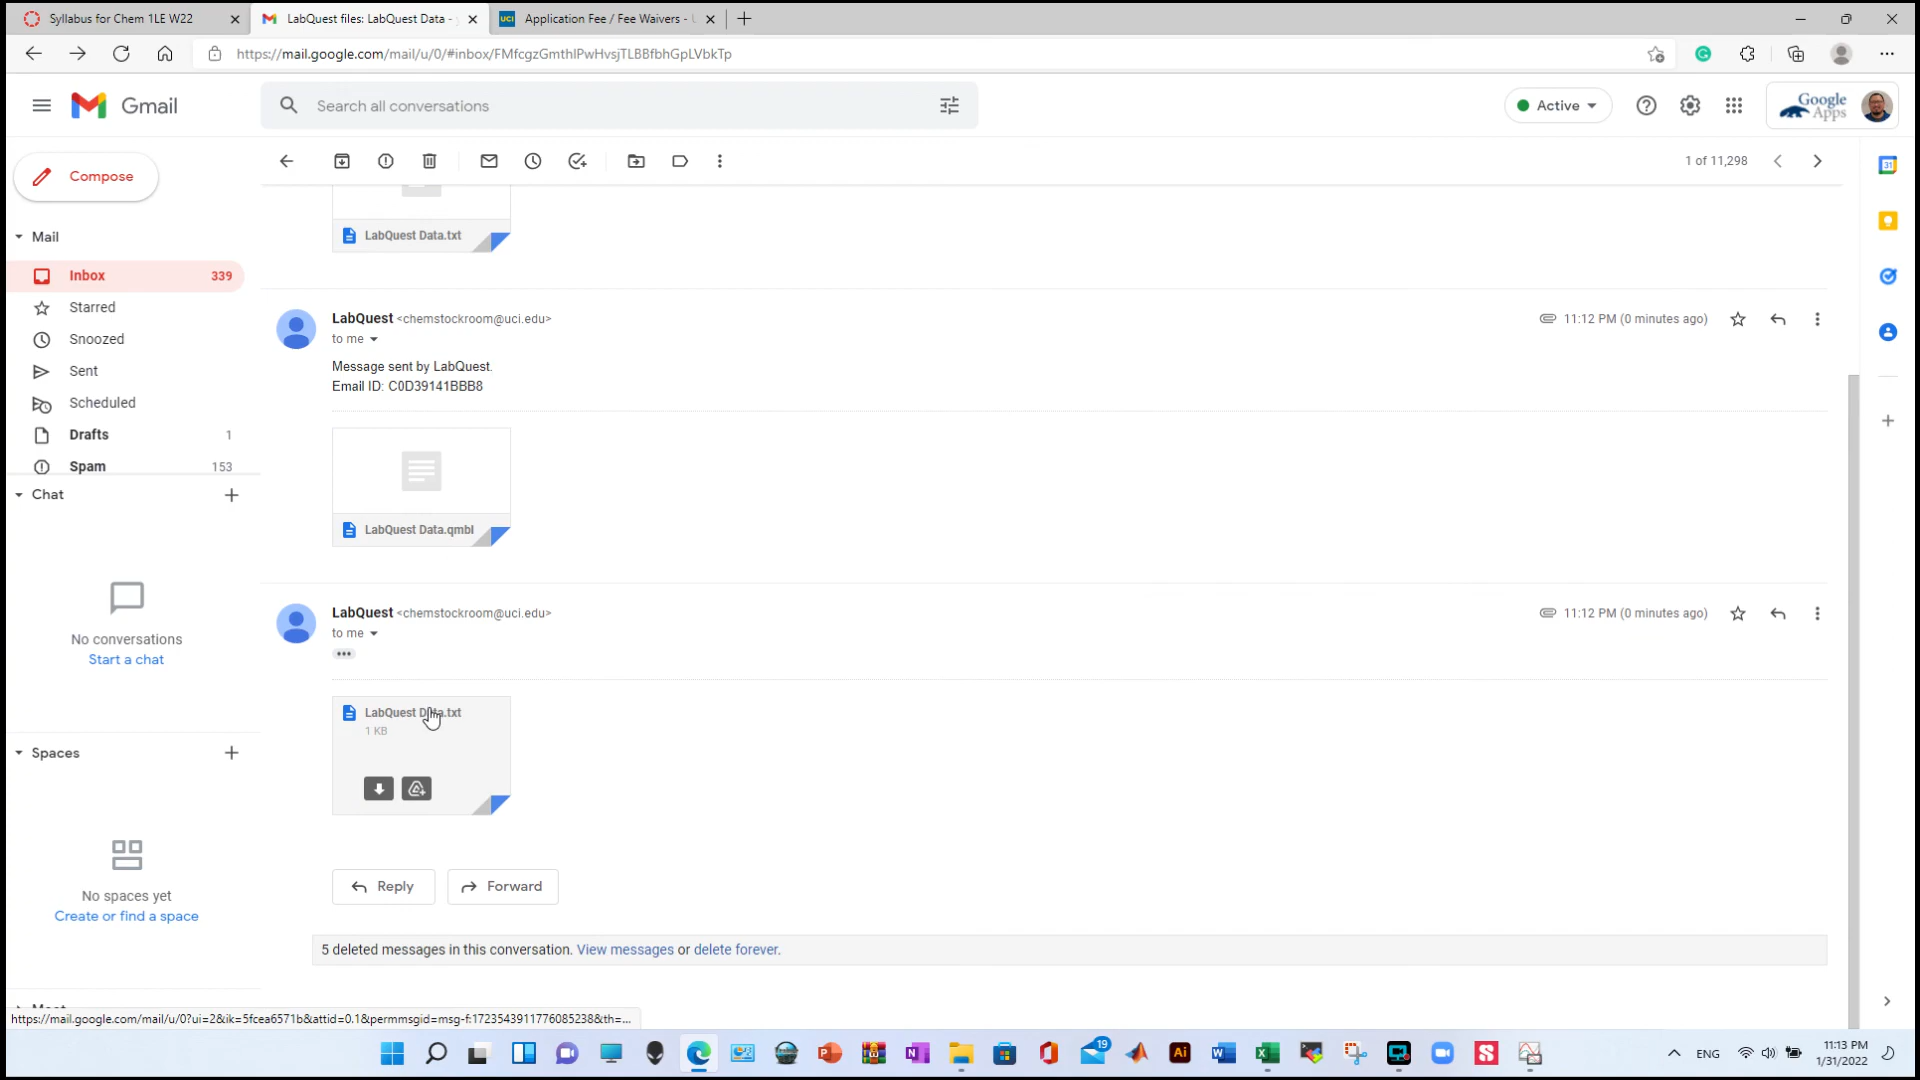 Syllabus for Chem 1LE W22
LabQuest files: LabQuest Data -
UCI Application Fee / Fee Waivers -
https://mail.google.com/mail/u/0/#inbox/FMfcgzGmthlPwHvsjTLBBfbhGpLVbkTp
Gmail
Search all conversations
Active
Google Apps
Compose
1 of 11,298
Mail
Inbox 339
Starred
Snoozed
Sent
Scheduled
Drafts 1
Spam 153
Chat
No conversations
Start a chat
Spaces
No spaces yet
Create or find a space
LabQuest Data.txt
LabQuest <chemstockroom@uci.edu>
11:12 PM (0 minutes ago)
to me
Message sent by LabQuest.
Email ID: C0D39141BBB8
LabQuest Data.qmbl
LabQuest <chemstockroom@uci.edu>
11:12 PM (0 minutes ago)
to me
LabQuest Data.txt
1 KB
Reply
Forward
5 deleted messages in this conversation. View messages or delete forever.
31
https://mail.google.com/mail/u/0?ui=2&ik=5fcea6571b&attid=0.1&permmsgid=msg-f:1723543911776085238&th=...
19
Ai
ENG
11:13 PM
1/31/2022